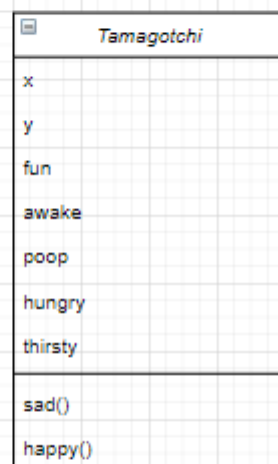 Tamagotchi
x
y
fun
awake
poop
hungry
thirsty
sad()
happy()